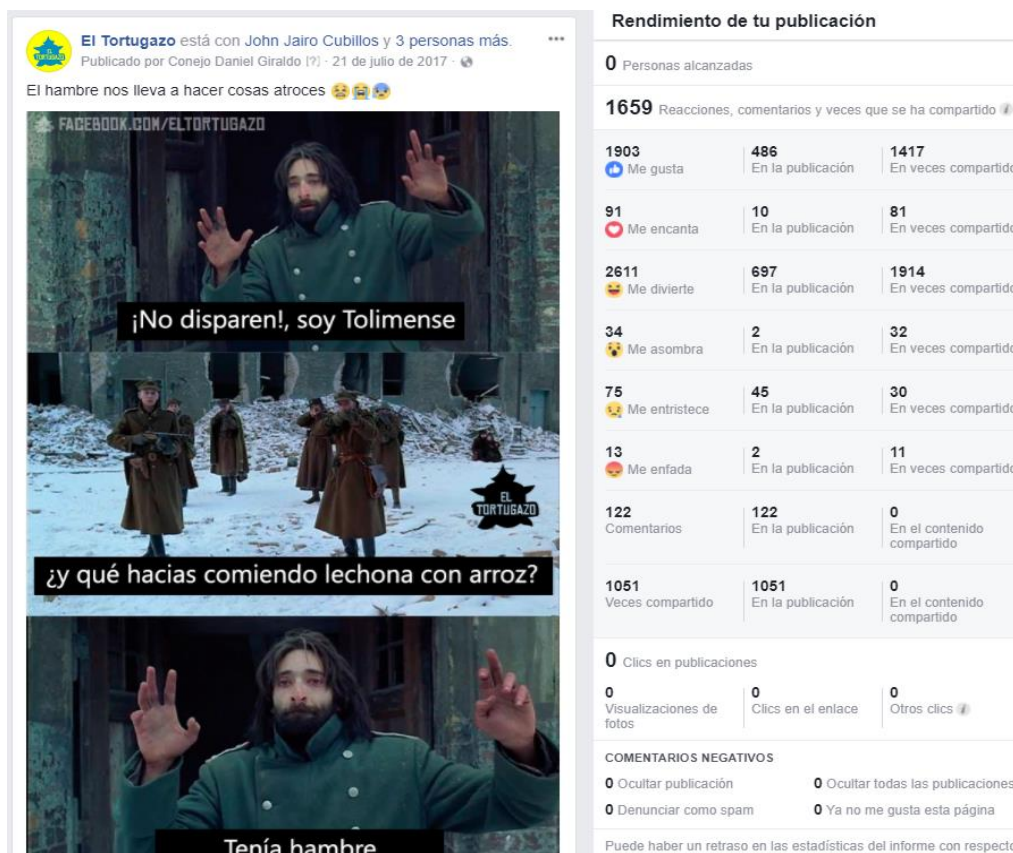 El Tortugazo está con John Jairo Cubillos y 3 personas más.
Publicado por Conejo Daniel Giraldo [?] · 21 de julio de 2017 ·
El hambre nos lleva a hacer cosas atroces
FACEBOOK.COM/ELTORTUGAZO
¡No disparen!, soy Tolimense
EL
TORTUGAZO
¿y qué hacias comiendo lechona con arroz?
Tenía hambre
Rendimiento de tu publicación
0 Personas alcanzadas
1659 Reacciones, comentarios y veces que se ha compartido
1903 486 1417
Me gusta En la publicación En veces compartido
91 10 81
Me encanta En la publicación En veces compartido
2611 697 1914
Me divierte En la publicación En veces compartido
34 2 32
Me asombra En la publicación En veces compartido
75 45 30
Me entristece En la publicación En veces compartido
13 2 11
Me enfada En la publicación En veces compartido
122 122 0
Comentarios En la publicación En el contenido
compartido
1051 1051 0
Veces compartido En la publicación En el contenido
compartido
0 Clics en publicaciones
0 0 0
Visualizaciones de Clics en el enlace Otros clics
fotos
COMENTARIOS NEGATIVOS
0 Ocultar publicación 0 Ocultar todas las publicaciones
0 Denunciar como spam 0 Ya no me gusta esta página
Puede haber un retraso en las estadísticas del informe con respecto